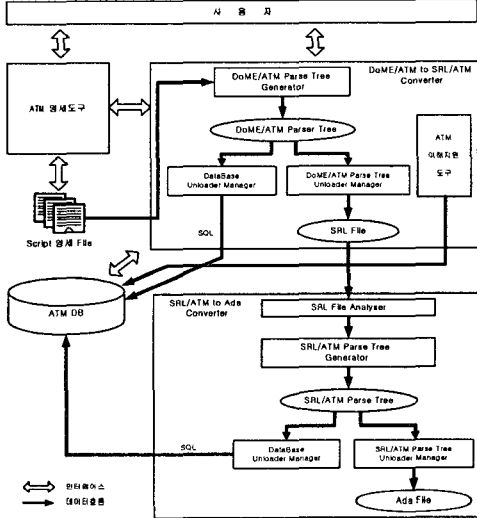 사 용 자
DoME/ATM Parse Tree
Generator
DoME/ATM to SRL/ATM
Converter
ATM 명세도구
DoME/ATM Parser Tree
ATM
이해지원
도구
DataBase
Unloader Manager
DoME/ATM Parse Tree
Unloader Manager
Script 명세 File
SQL
SRL File
ATM DB
SRL/ATM to Ada
Converter
SRL File Analyser
SRL/ATM Parse Tree
Generator
SRL/ATM Parse Tree
SQL
DataBase
Unloader Manager
SRL/ATM Parse Tree
Unloader Manager
인터페이스
데이터흐름
Ada File